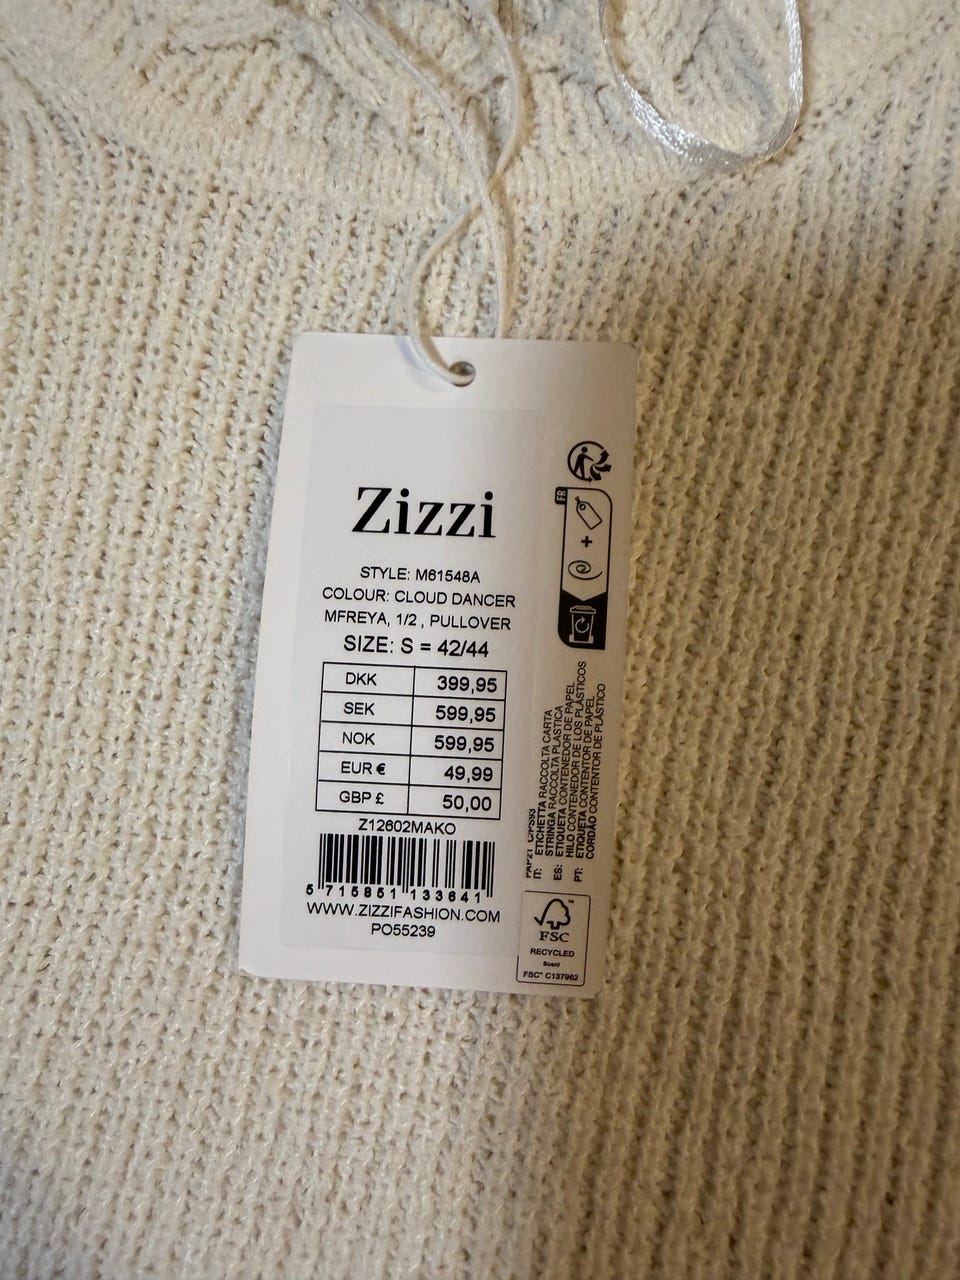 Zizzi
STYLE: M61548A
COLOUR: CLOUD DANCER
MFREYA, 1/2 , PULLOVER
SIZE: S = 42/44
DKK 399,95
SEK 599,95
NOK 599,95
EUR € 49,99
GBP £ 50,00
Z12602MAKO
5 715851 133641
WWW.ZIZZIFASHION.COM
PO55239
FR
+
IT: ETICHETTA RACCOLTA CARTA
STRINGA RACCOLTA PLASTICA
ES: ETIQUETA CONTENEDOR DE PAPEL
HILO CONTENEDOR DE LOS PLÁSTICOS
PT: ETIQUETA CONTENTOR DE PAPEL
CORDÃO CONTENTOR DE PLÁSTICO
™
FSC
RECYCLED
Board
FSC™ C137962